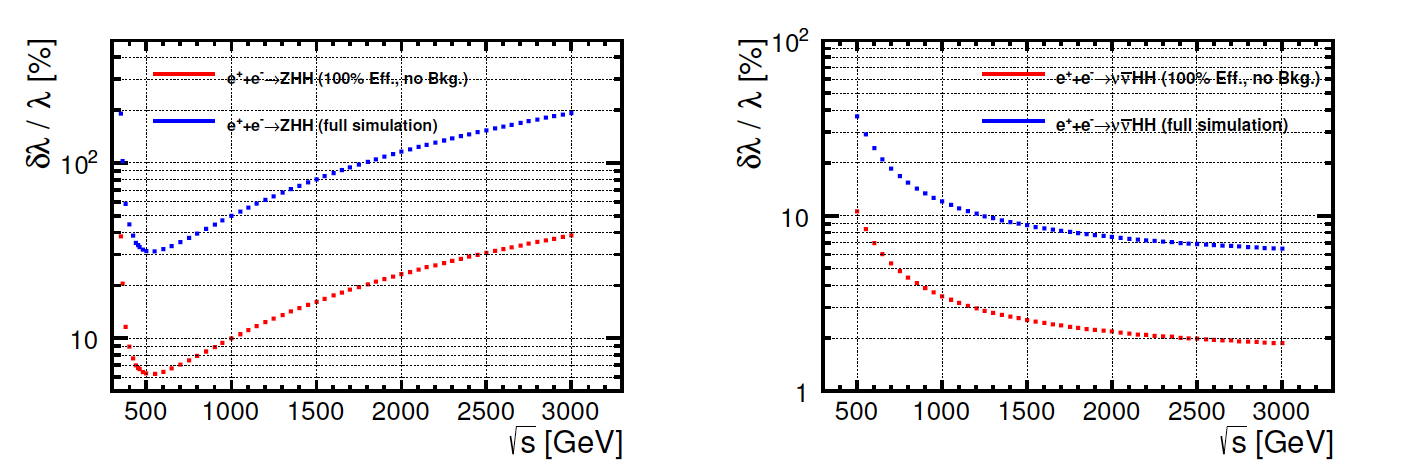 δλ / λ [%]
e⁺+e⁻→ZHH (100% Eff., no Bkg.)
e⁺+e⁻→ZHH (full simulation)
10²
10
500 1000 1500 2000 2500 3000
√s [GeV]
δλ / λ [%]
10²
e⁺+e⁻→νν̅HH (100% Eff., no Bkg.)
e⁺+e⁻→νν̅HH (full simulation)
10
1
500 1000 1500 2000 2500 3000
√s [GeV]